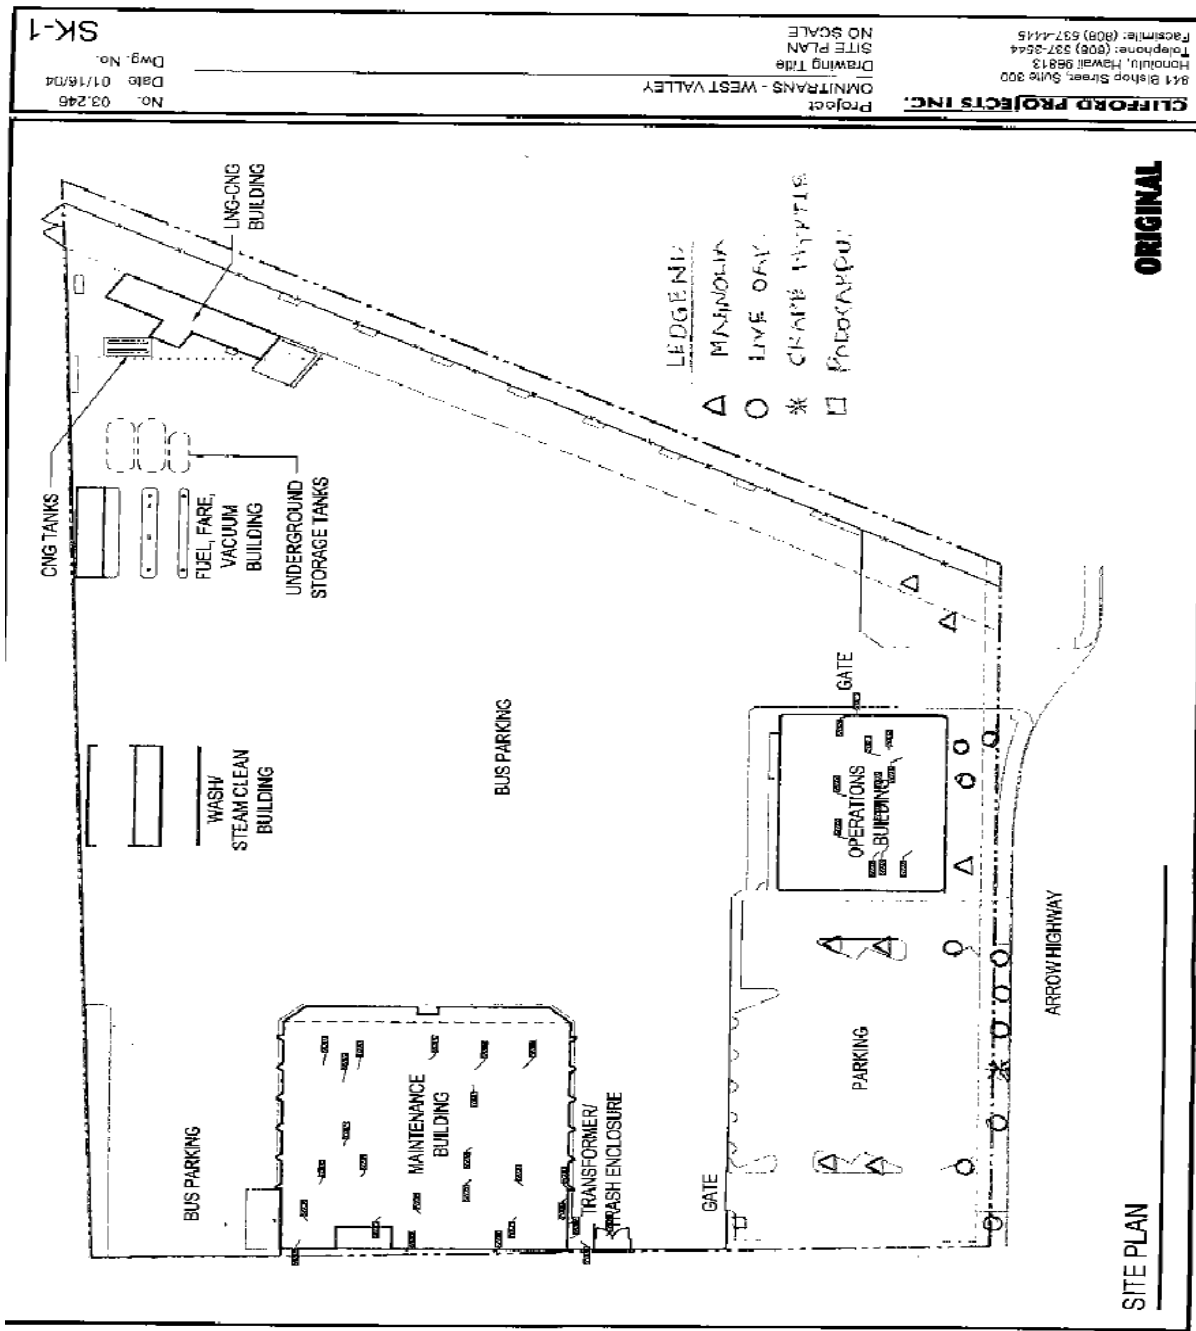 CLIFFORD PROJECTS INC.
841 Bishop Street, Suite 800
Honolulu, Hawaii 96813
Telephone: (808) 537-3544
Facsimile: (808) 537-4445
Project
OMNITRANS - WEST VALLEY
Drawing Title
SITE PLAN
NO SCALE
No. 03.246
Date 01/16/04
Dwg. No.
SK-1
ORIGINAL
LNG-CNG
BUILDING
CNG TANKS
FUEL, FARE,
VACUUM
BUILDING
UNDERGROUND
STORAGE TANKS
LEDGEND
MAGNOLIA
LIVE OAK
CRAPE MYRTLE
WASH/
STEAM CLEAN
BUILDING
BUS PARKING
GATE
OPERATIONS
BUILDING
BUS PARKING
MAINTENANCE
BUILDING
TRANSFORMER/
TRASH ENCLOSURE
GATE
PARKING
ARROW HIGHWAY
SITE PLAN